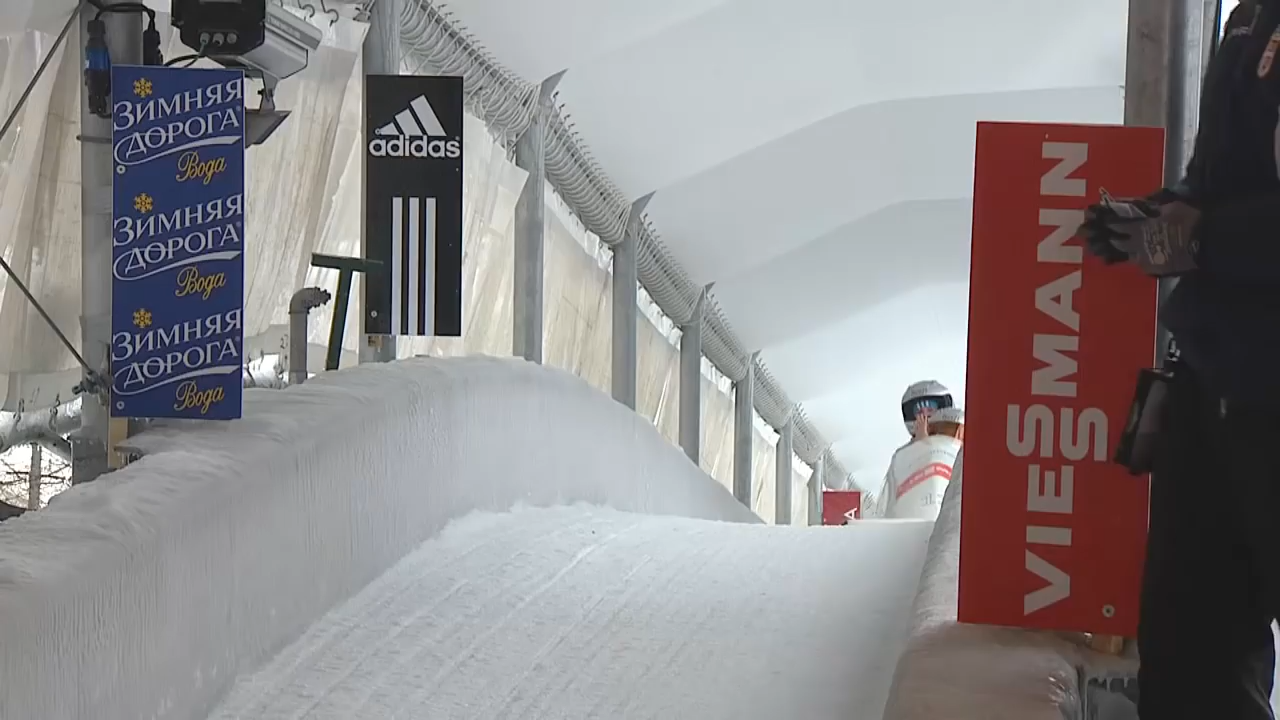 ЗИМНЯЯ
ДОРОГА
Вода
ЗИМНЯЯ
ДОРОГА
Вода
ЗИМНЯЯ
ДОРОГА
Вода
adidas
VIESSMANN